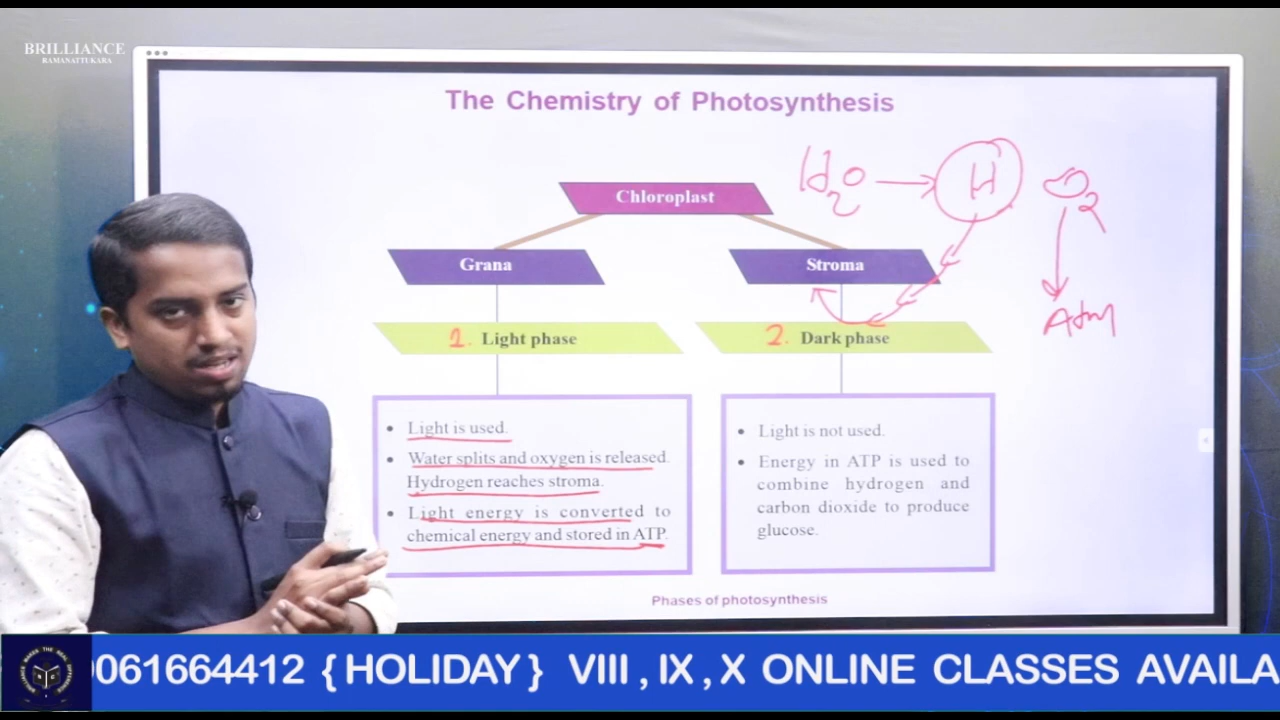 BRILLIANCE
RAMANATTUKARA
The Chemistry of Photosynthesis
H2O → H O2
Chloroplast
Grana
Stroma
Atm
1. Light phase
2. Dark phase
• Light is used.
• Water splits and oxygen is released.
Hydrogen reaches stroma.
• Light energy is converted to
chemical energy and stored in ATP.
• Light is not used.
• Energy in ATP is used to
combine hydrogen and
carbon dioxide to produce
glucose.
Phases of photosynthesis
9061664412 {HOLIDAY} VIII , IX , X ONLINE CLASSES AVAILA